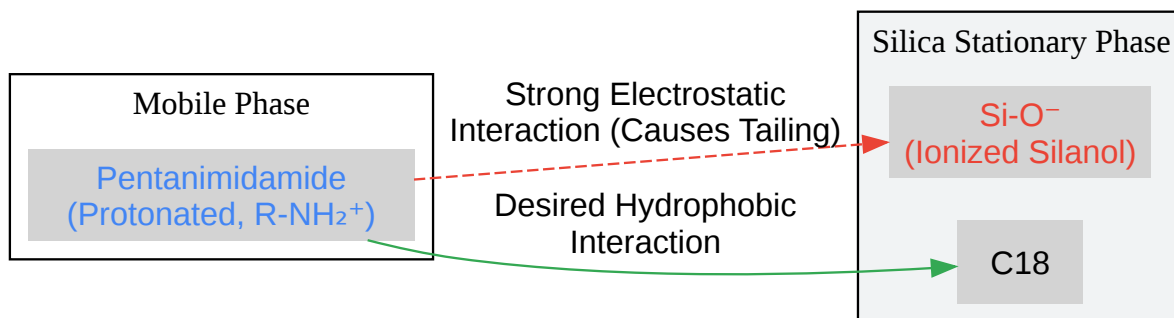 Silica Stationary Phase
Mobile Phase
Strong Electrostatic
Interaction (Causes Tailing)
Si-O⁻
(Ionized Silanol)
Pentanimidamide
(Protonated, R-NH₂⁺)
Desired Hydrophobic
Interaction
C18